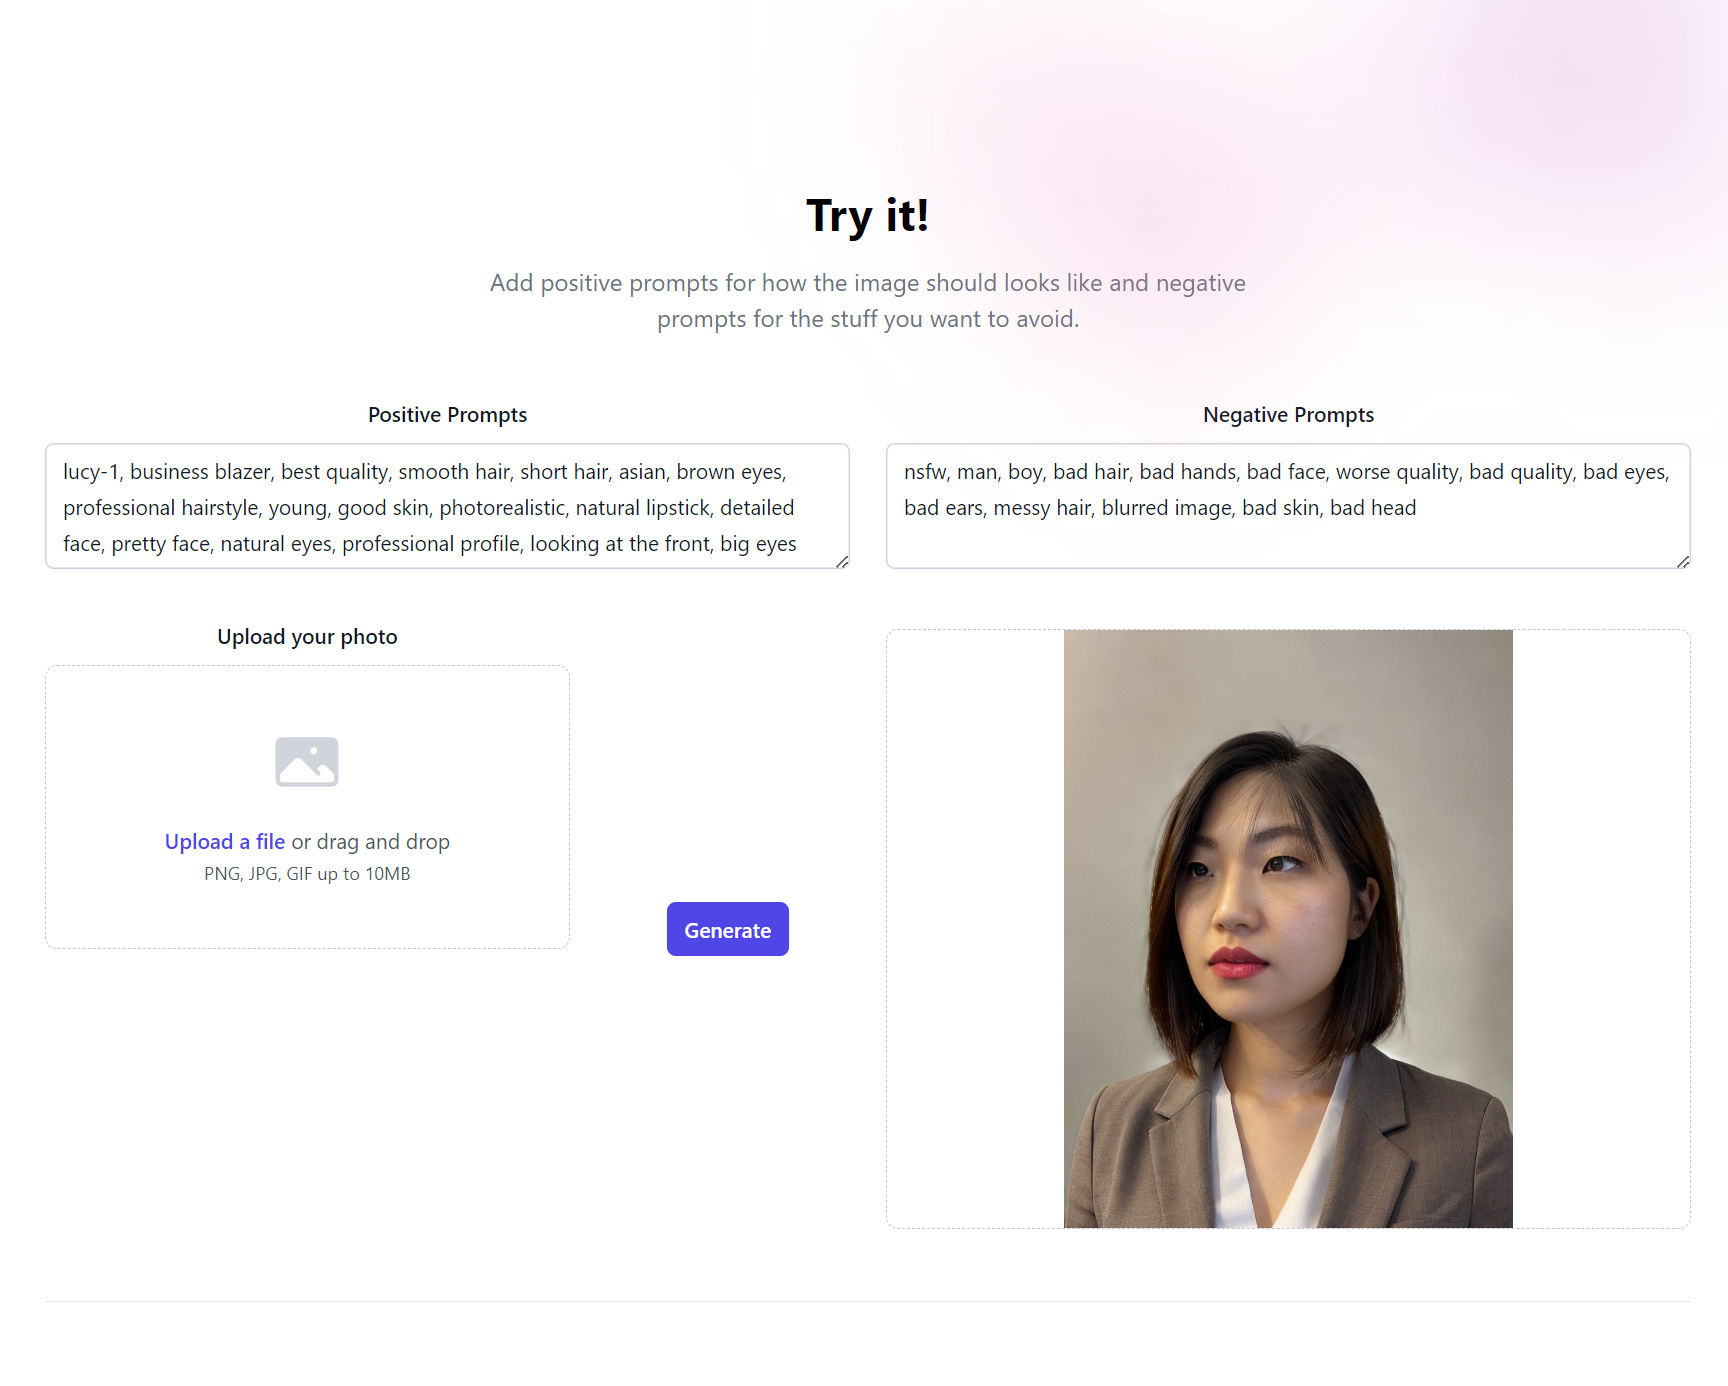 Try it!
Add positive prompts for how the image should looks like and negative
prompts for the stuff you want to avoid.
Positive Prompts
lucy-1, business blazer, best quality, smooth hair, short hair, asian, brown eyes,
professional hairstyle, young, good skin, photorealistic, natural lipstick, detailed
face, pretty face, natural eyes, professional profile, looking at the front, big eyes
Negative Prompts
nsfw, man, boy, bad hair, bad hands, bad face, worse quality, bad quality, bad eyes,
bad ears, messy hair, blurred image, bad skin, bad head
Upload your photo
Upload a file or drag and drop
PNG, JPG, GIF up to 10MB
Generate